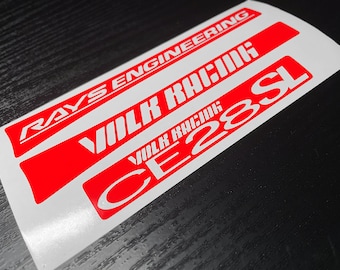 RAYS ENGINEERING
VOLK RACING
VOLK RACING
CE28SL